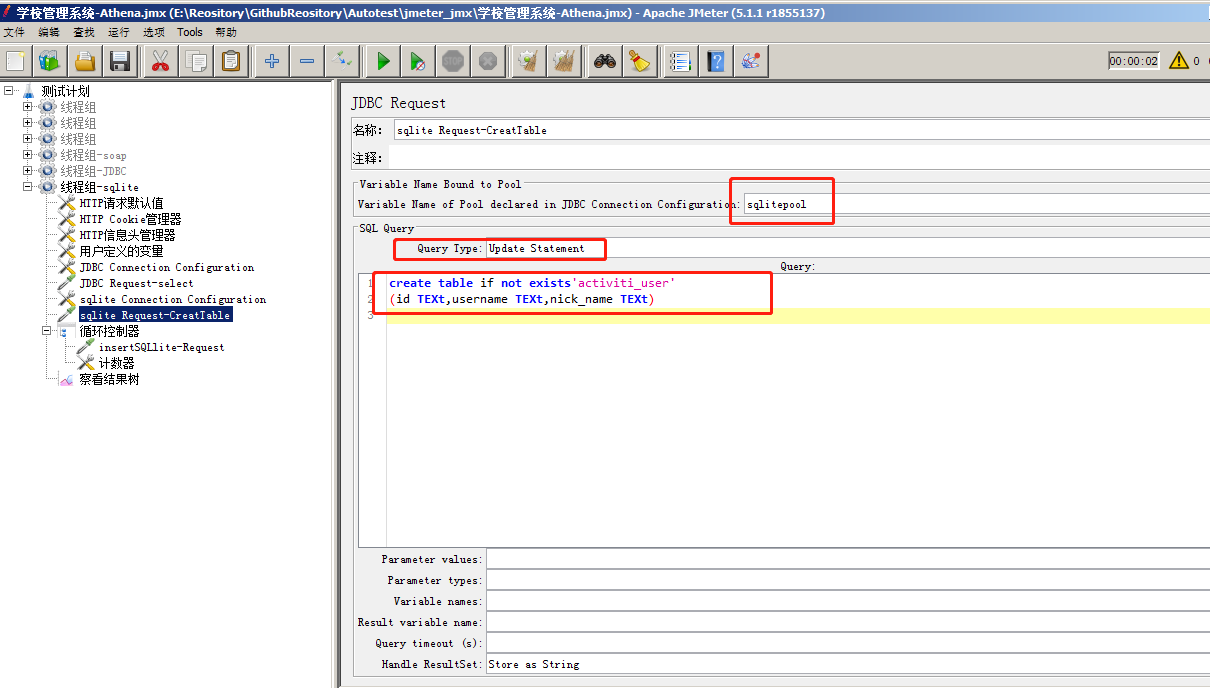 学校管理系统-Athena.jmx (E:\Reository\GithubReository\Autotest\jmeter_jmx\学校管理系统-Athena.jmx) - Apache JMeter (5.1.1 r1855137)
文件 编辑 查找 运行 选项 Tools 帮助
STOP
00:00:02
0
测试计划
线程组
线程组
线程组
线程组-soap
线程组-JDBC
线程组-sqlite
HTTP请求默认值
HTTP Cookie管理器
HTTP信息头管理器
用户定义的变量
JDBC Connection Configuration
JDBC Request-select
sqlite Connection Configuration
sqlite Request-CreatTable
循环控制器
insertSQLlite-Request
计数器
察看结果树
JDBC Request
名称: sqlite Request-CreatTable
注释:
Variable Name Bound to Pool
Variable Name of Pool declared in JDBC Connection Configuration: sqlitepool
SQL Query
Query Type: Update Statement
Query:
1 create table if not exists'activiti_user'
2 (id TEXt,username TEXt,nick_name TEXt)
3
Parameter values:
Parameter types:
Variable names:
Result variable name:
Query timeout (s):
Handle ResultSet: Store as String